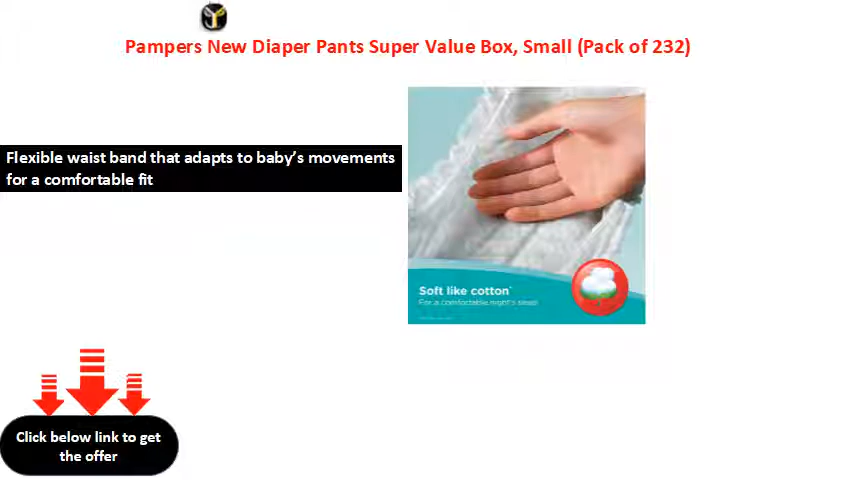 Pampers New Diaper Pants Super Value Box, Small (Pack of 232)
Flexible waist band that adapts to baby’s movements
for a comfortable fit
Soft like cotton*
For a comfortable night's sleep
Click below link to get
the offer